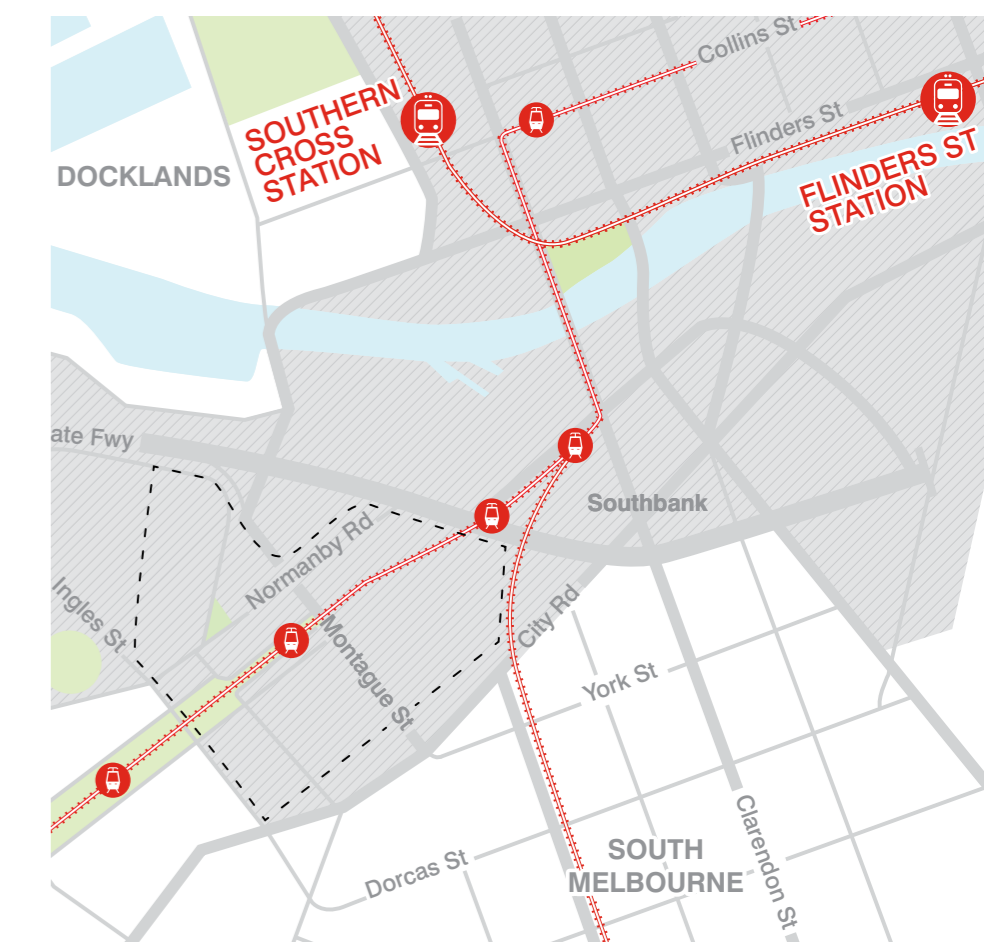 Collins St
SOUTHERN
CROSS
STATION
Flinders St
FLINDERS ST
STATION
DOCKLANDS
ate Fwy
Southbank
Normanby Rd
Ingles St
Montague St
City Rd
York St
Clarendon St
SOUTH
MELBOURNE
Dorcas St